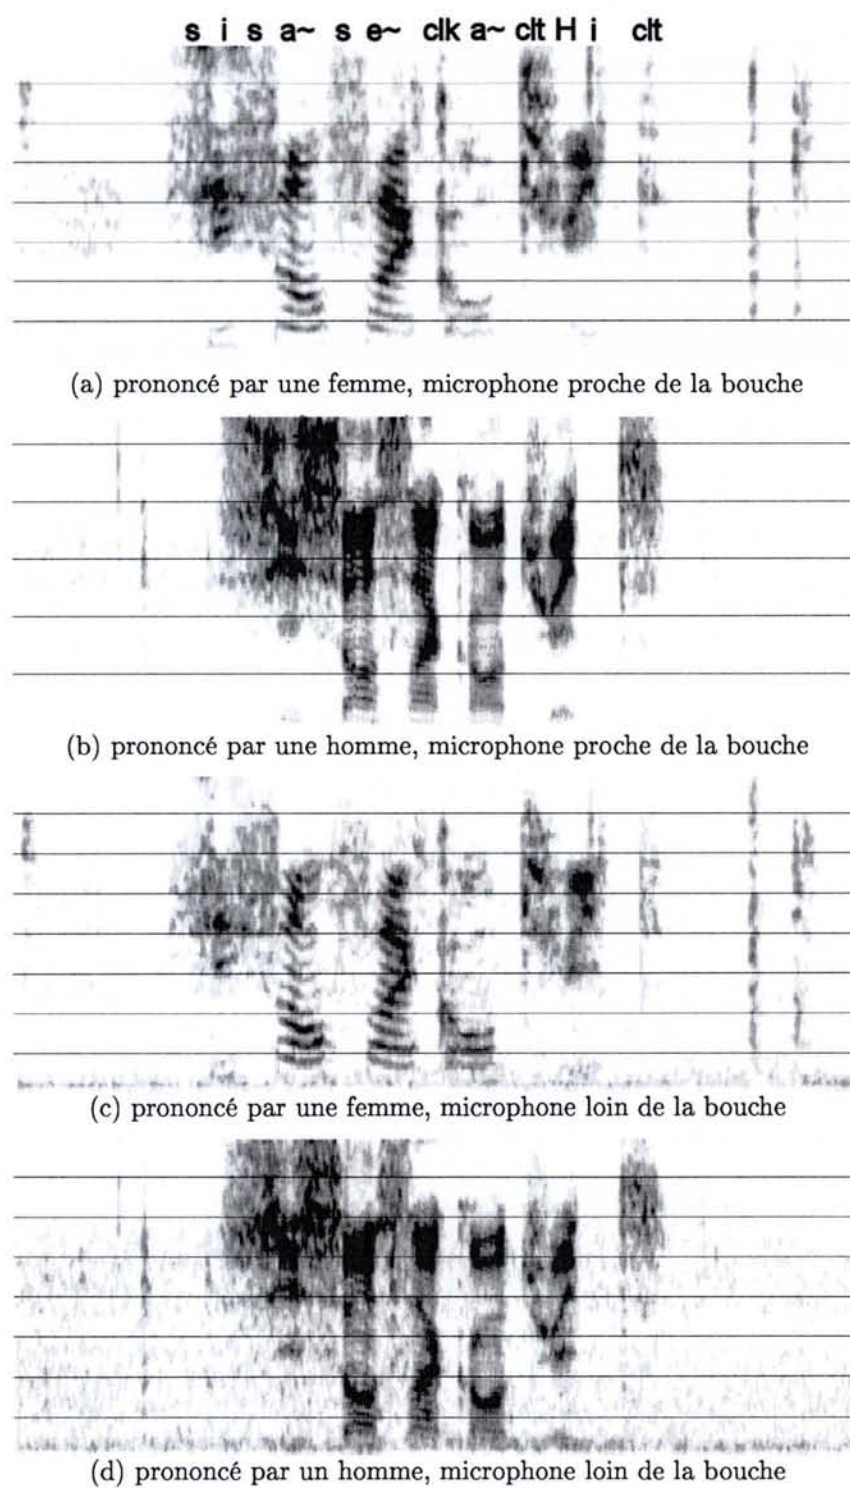 s i s a~ s e~ clk a~ clt H i clt
(a) prononcé par une femme, microphone proche de la bouche
(b) prononcé par une homme, microphone proche de la bouche
(c) prononcé par une femme, microphone loin de la bouche
(d) prononcé par un homme, microphone loin de la bouche